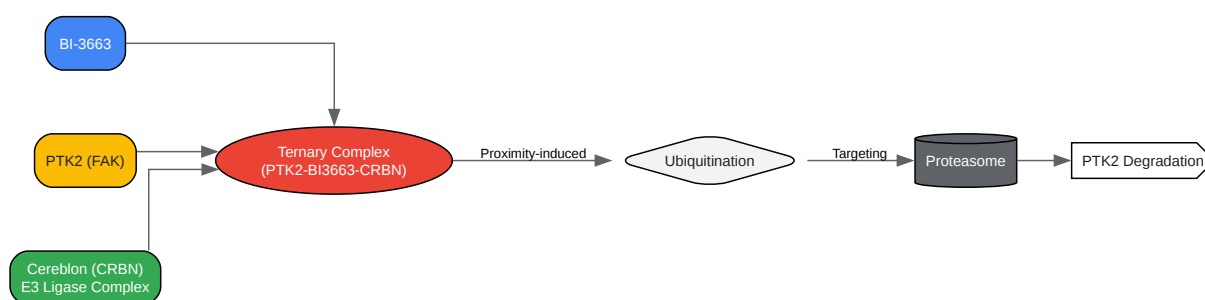 BI-3663
PTK2 (FAK)
Cereblon (CRBN)
E3 Ligase Complex
Ternary Complex
(PTK2-BI3663-CRBN)
Proximity-induced
Ubiquitination
Targeting
Proteasome
PTK2 Degradation